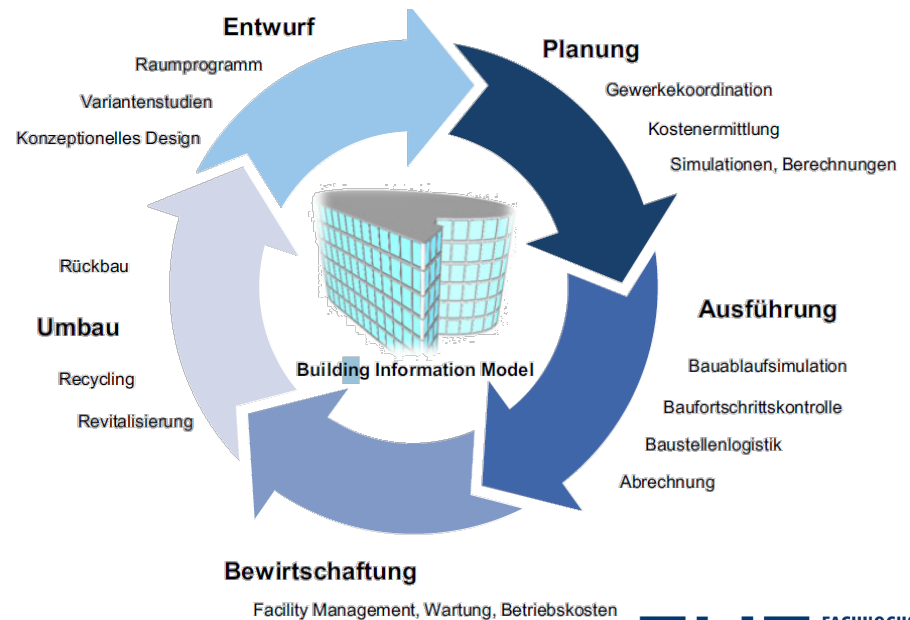 Entwurf
Raumprogramm
Variantenstudien
Konzeptionelles Design
Planung
Gewerkekoordination
Kostenermittlung
Simulationen, Berechnungen
Ausführung
Bauablaufsimulation
Baufortschrittskontrolle
Baustellenlogistik
Abrechnung
Bewirtschaftung
Facility Management, Wartung, Betriebskosten
Rückbau
Umbau
Recycling
Revitalisierung
Building Information Model